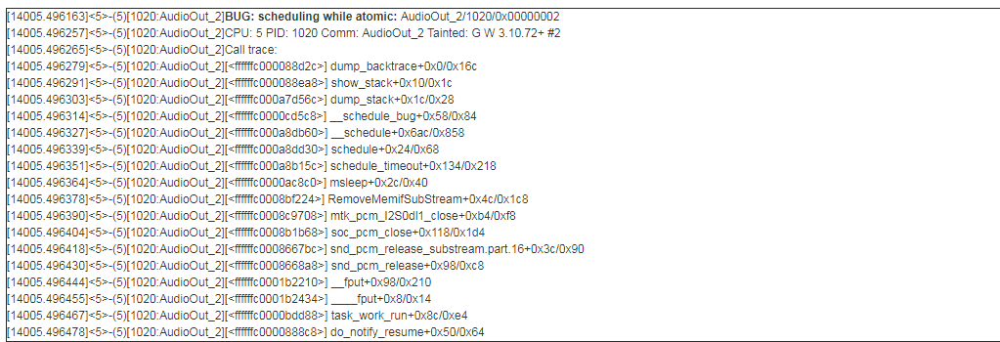 [14005.496163]<5>-(5)[1020:AudioOut_2]BUG: scheduling while atomic: AudioOut_2/1020/0x00000002
[14005.496257]<5>-(5)[1020:AudioOut_2]CPU: 5 PID: 1020 Comm: AudioOut_2 Tainted: G W 3.10.72+ #2
[14005.496265]<5>-(5)[1020:AudioOut_2]Call trace:
[14005.496279]<5>-(5)[1020:AudioOut_2][<ffffffc000088d2c>] dump_backtrace+0x0/0x16c
[14005.496291]<5>-(5)[1020:AudioOut_2][<ffffffc000088ea8>] show_stack+0x10/0x1c
[14005.496303]<5>-(5)[1020:AudioOut_2][<ffffffc000a7d56c>] dump_stack+0x1c/0x28
[14005.496314]<5>-(5)[1020:AudioOut_2][<ffffffc0000cd5c8>] __schedule_bug+0x58/0x84
[14005.496327]<5>-(5)[1020:AudioOut_2][<ffffffc000a8db60>] __schedule+0x6ac/0x858
[14005.496339]<5>-(5)[1020:AudioOut_2][<ffffffc000a8dd30>] schedule+0x24/0x68
[14005.496351]<5>-(5)[1020:AudioOut_2][<ffffffc000a8b15c>] schedule_timeout+0x134/0x218
[14005.496364]<5>-(5)[1020:AudioOut_2][<ffffffc0000ac8c0>] msleep+0x2c/0x40
[14005.496378]<5>-(5)[1020:AudioOut_2][<ffffffc0008bf224>] RemoveMemifSubStream+0x4c/0x1c8
[14005.496390]<5>-(5)[1020:AudioOut_2][<ffffffc0008c9708>] mtk_pcm_I2S0dl1_close+0xb4/0xf8
[14005.496404]<5>-(5)[1020:AudioOut_2][<ffffffc0008b1b68>] soc_pcm_close+0x118/0x1d4
[14005.496418]<5>-(5)[1020:AudioOut_2][<ffffffc0008667bc>] snd_pcm_release_substream.part.16+0x3c/0x90
[14005.496430]<5>-(5)[1020:AudioOut_2][<ffffffc0008668a8>] snd_pcm_release+0x98/0xc8
[14005.496444]<5>-(5)[1020:AudioOut_2][<ffffffc0001b2210>] __fput+0x98/0x210
[14005.496455]<5>-(5)[1020:AudioOut_2][<ffffffc0001b2434>] ____fput+0x8/0x14
[14005.496467]<5>-(5)[1020:AudioOut_2][<ffffffc0000bdd88>] task_work_run+0x8c/0xe4
[14005.496478]<5>-(5)[1020:AudioOut_2][<ffffffc0000888c8>] do_notify_resume+0x50/0x64